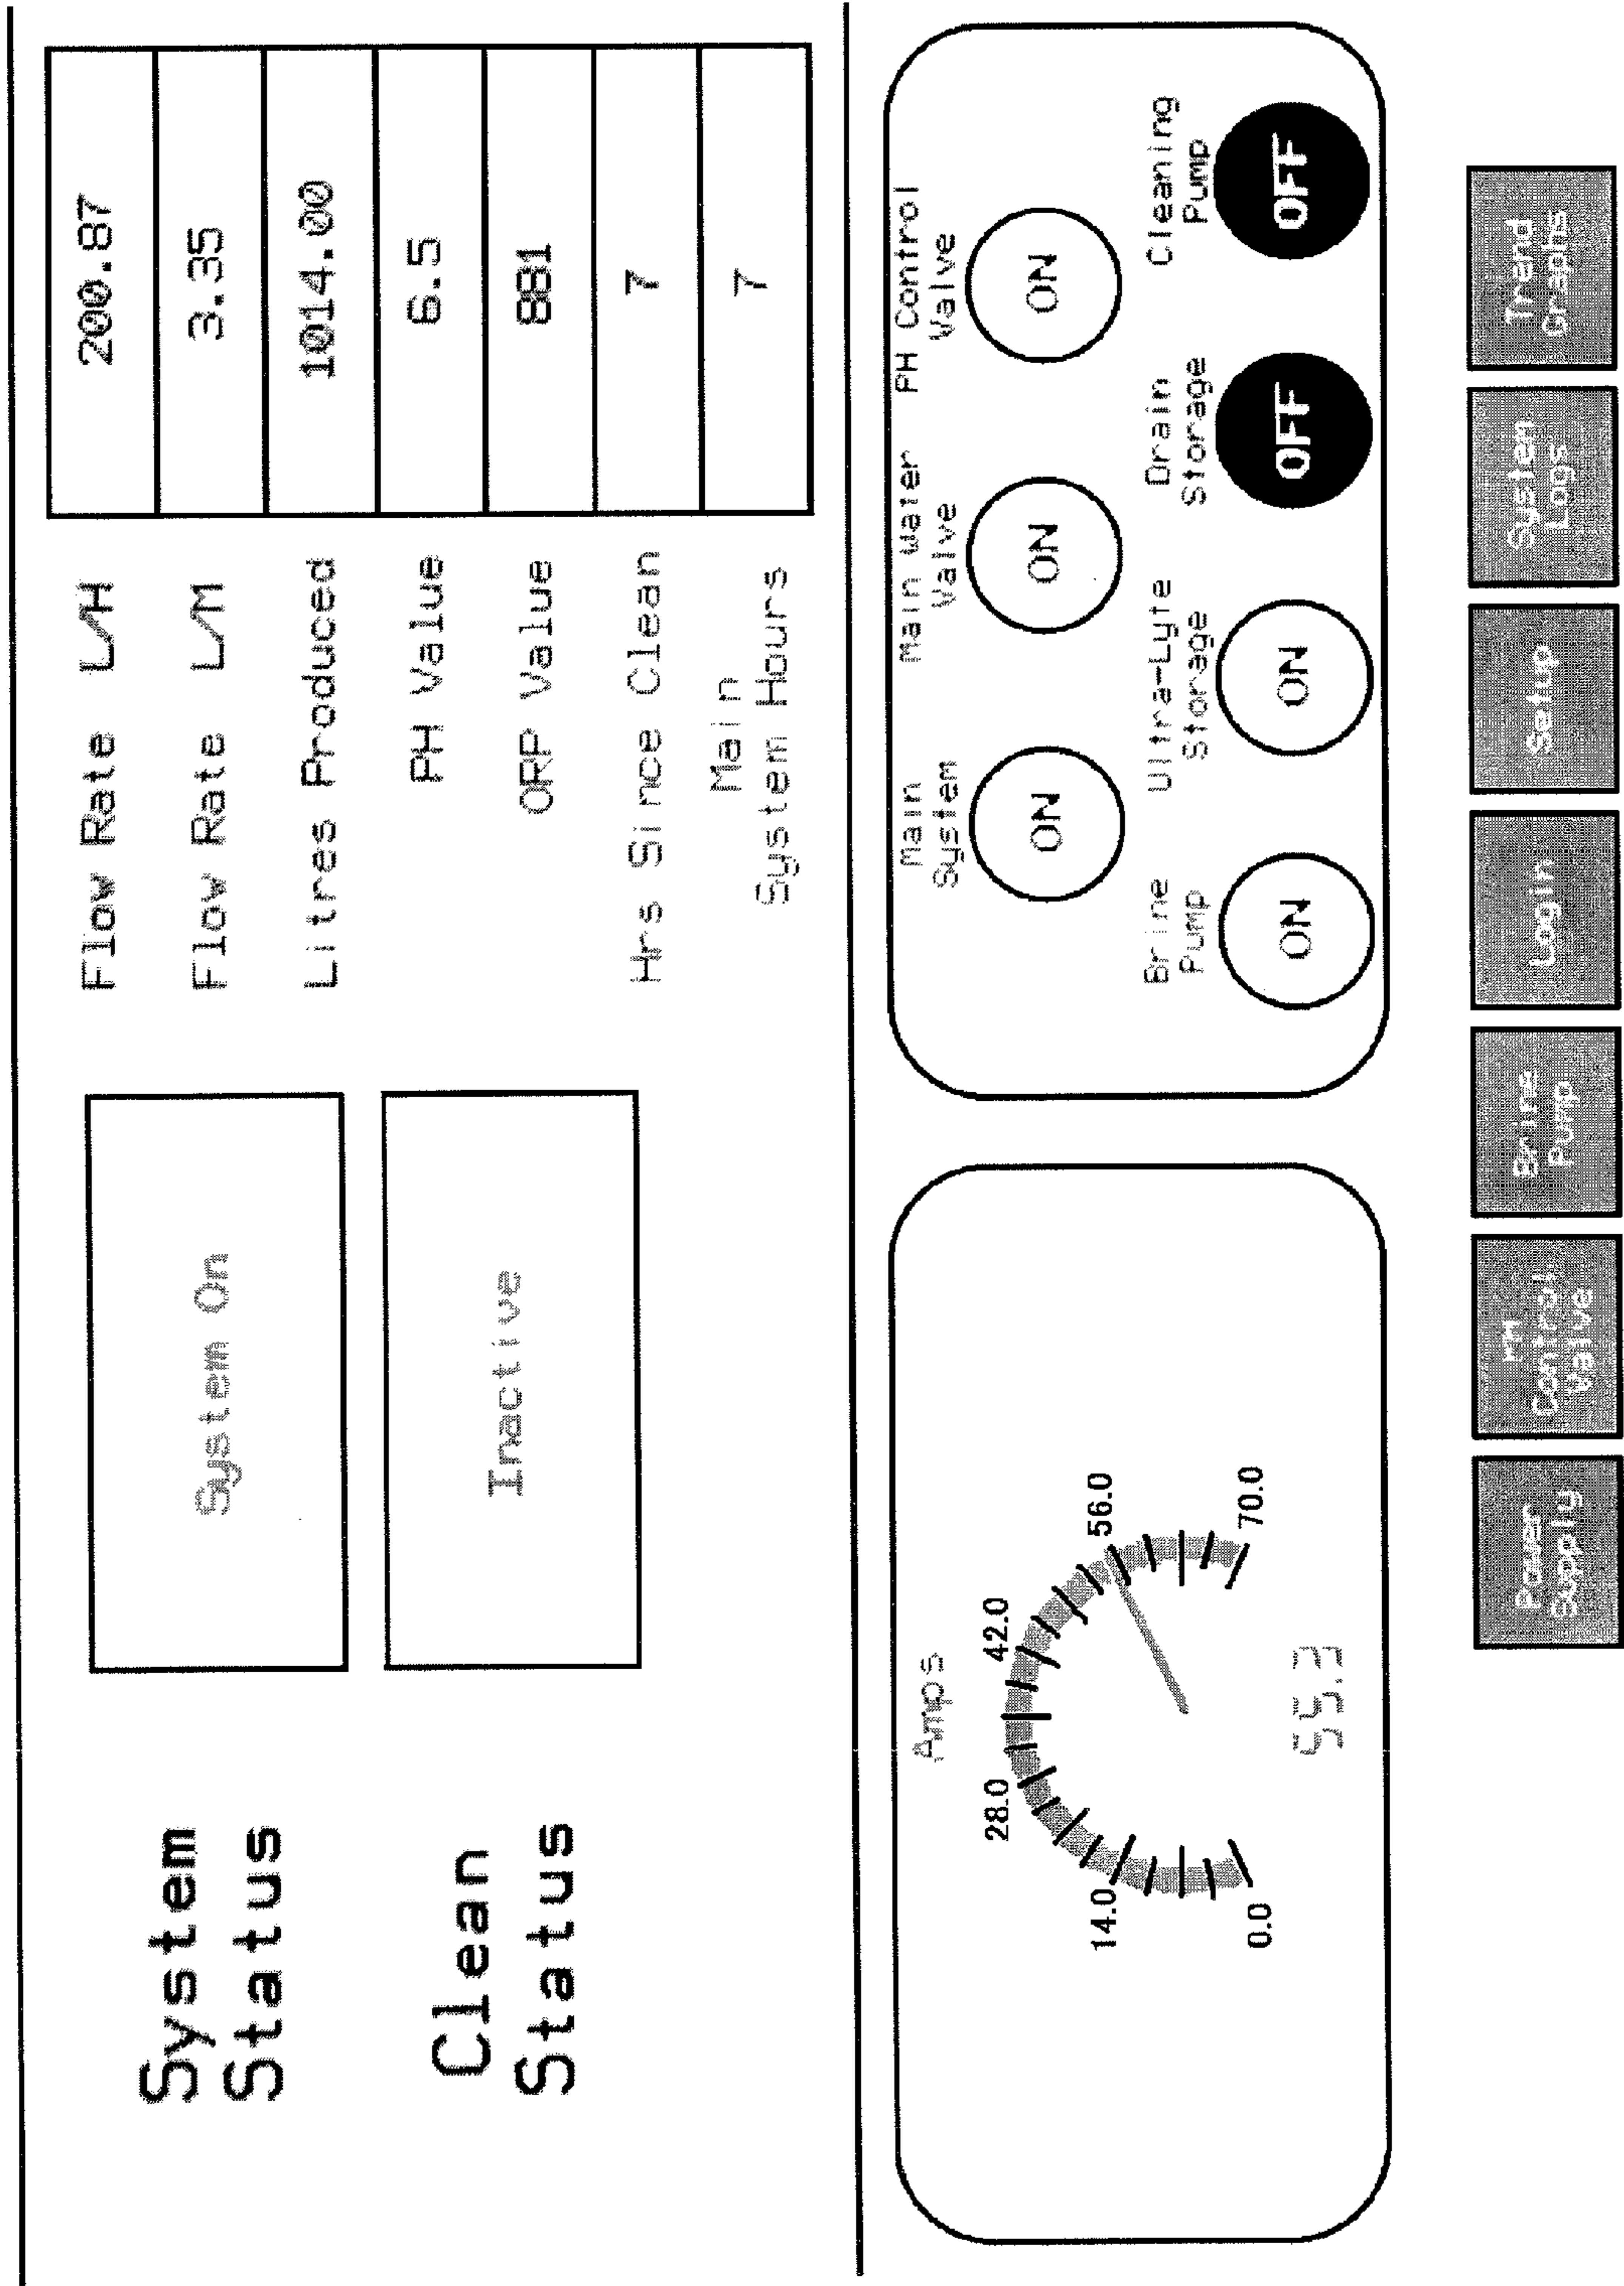 System
Status
System On
Clean
Status
Inactive
Flow Rate L/H 200.87
Flow Rate L/M 3.35
Litres Produced 1014.00
PH Value 6.5
ORP Value 881
Hrs Since Clean 7
Main
System Hours 7
Amps
0.0
14.0
28.0
42.0
56.0
70.0
55.3
Main
System
ON
Main Water
Valve
ON
PH Control
Valve
ON
Brine
Pump
ON
Ultra-Lyte
Storage
ON
Drain
Storage
OFF
Cleaning
Pump
OFF
Power
Supply
PH
Control
Valve
Brine
Pump
Login
Setup
System
Logs
Trend
Graphs